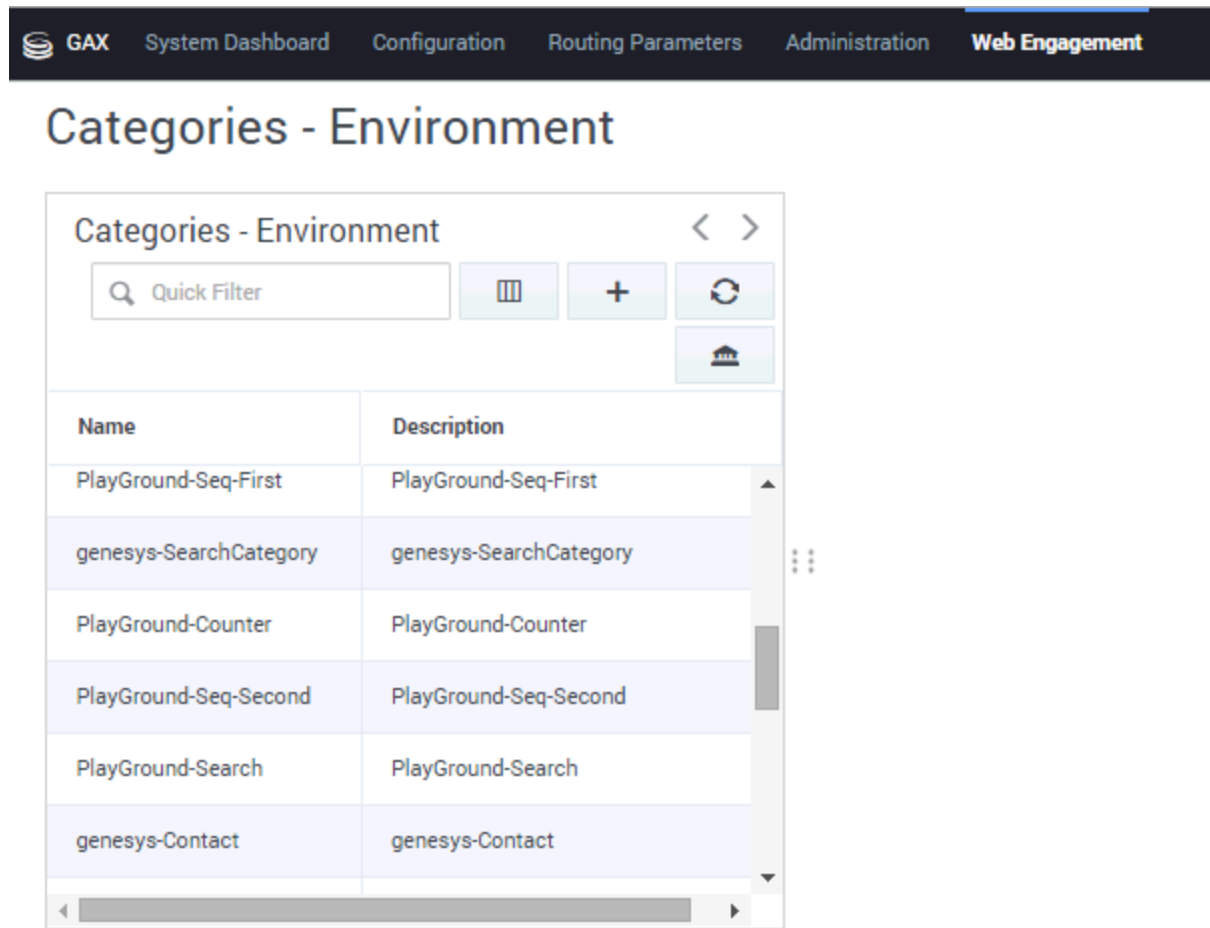 GAX System Dashboard Configuration Routing Parameters Administration Web Engagement
Categories - Environment
Categories - Environment
Quick Filter
Name Description
PlayGround-Seq-First PlayGround-Seq-First
genesys-SearchCategory genesys-SearchCategory
PlayGround-Counter PlayGround-Counter
PlayGround-Seq-Second PlayGround-Seq-Second
PlayGround-Search PlayGround-Search
genesys-Contact genesys-Contact